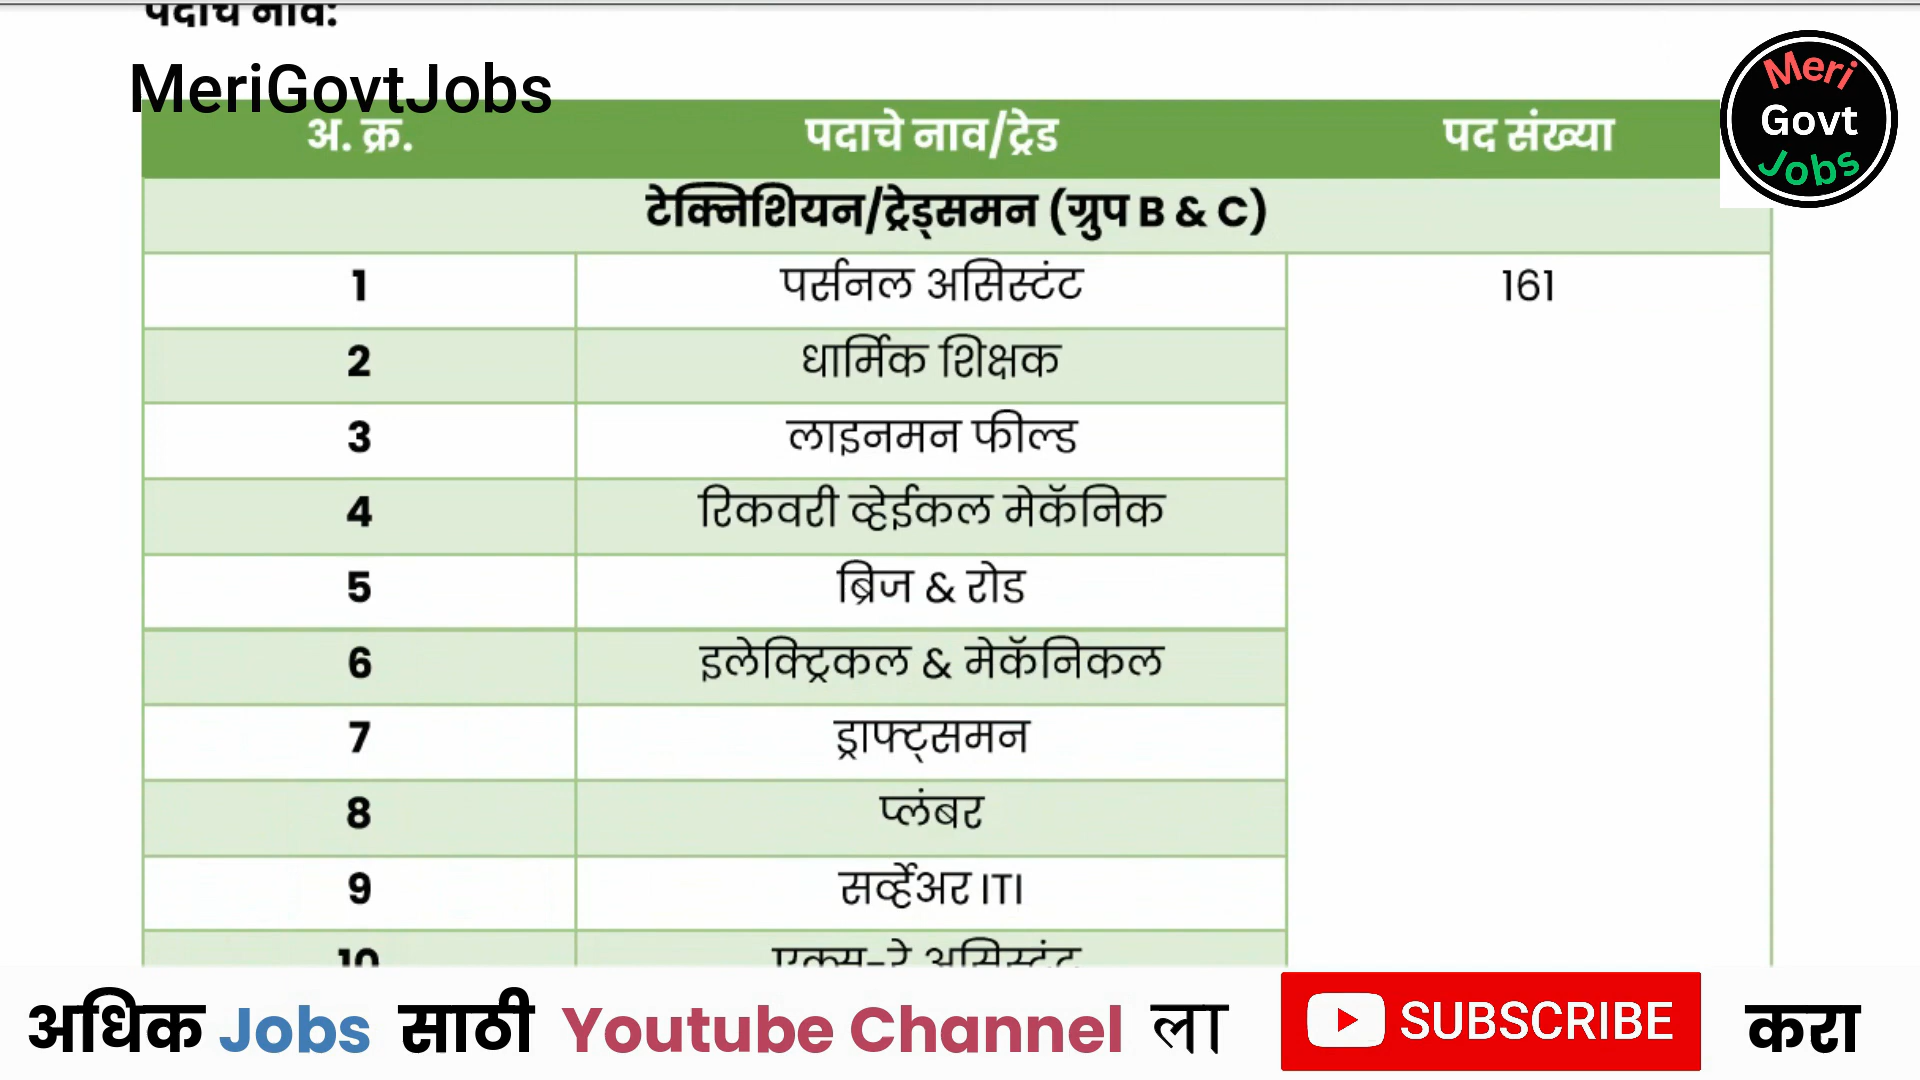 पदाचे नाव:
MeriGovtJobs
Meri
Govt
Jobs
अ. क्र. पदाचे नाव/ट्रेड पद संख्या
टेक्निशियन/ट्रेड्समन (ग्रुप B & C)
1 पर्सनल असिस्टंट 161
2 धार्मिक शिक्षक
3 लाइनमन फील्ड
4 रिकवरी व्हेईकल मेकॅनिक
5 ब्रिज & रोड
6 इलेक्ट्रिकल & मेकॅनिकल
7 ड्राफ्ट्समन
8 प्लंबर
9 सर्व्हेअर ITI
10 एक्स-रे असिस्टंट
अधिक Jobs साठी Youtube Channel ला SUBSCRIBE करा